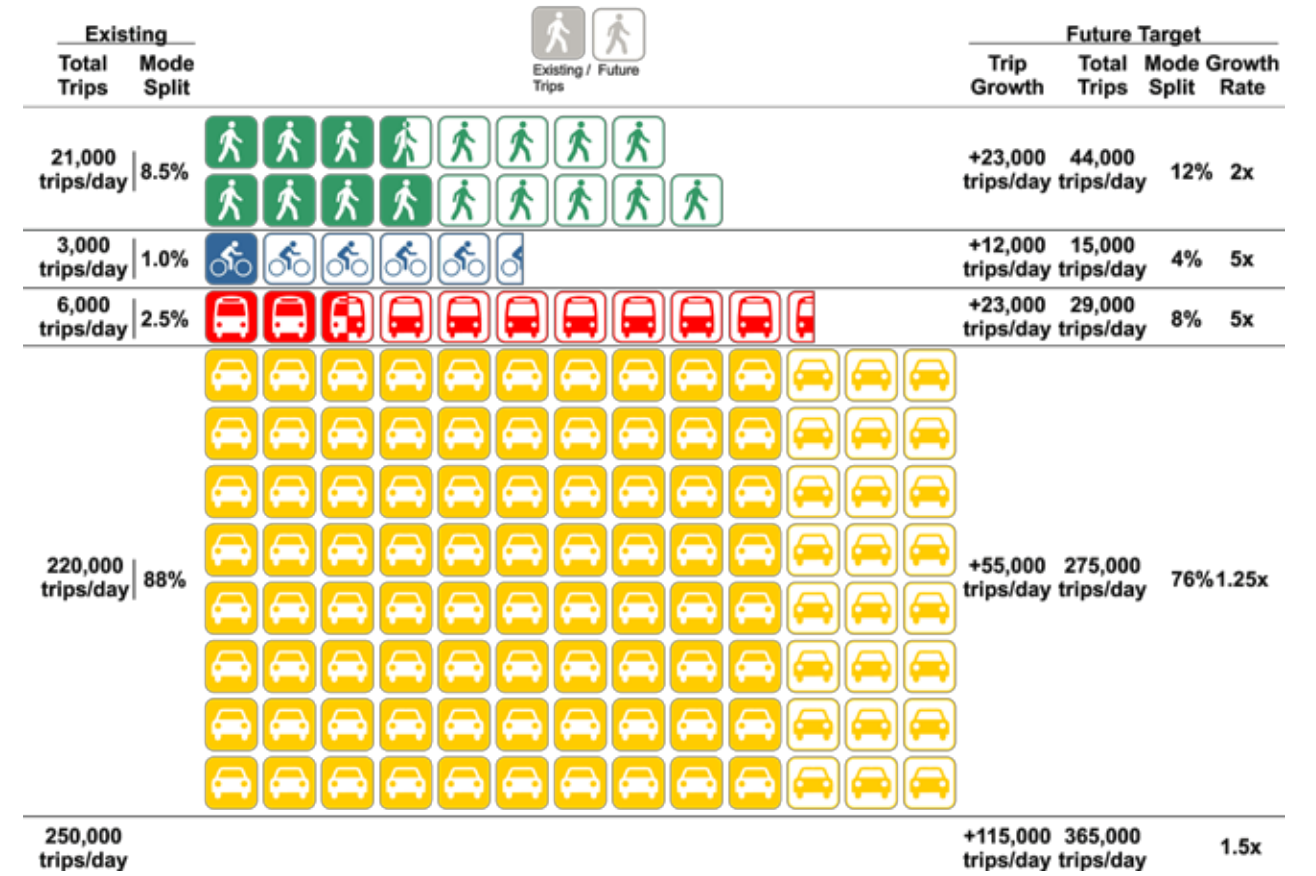 Existing
Future Target
Total Trips
Mode Split
Existing / Future
Trips
Trip Growth
Total Trips
Mode Split
Growth Rate
21,000 trips/day
8.5%
+23,000 trips/day
44,000 trips/day
12%
2x
3,000 trips/day
1.0%
+12,000 trips/day
15,000 trips/day
4%
5x
6,000 trips/day
2.5%
+23,000 trips/day
29,000 trips/day
8%
5x
220,000 trips/day
88%
+55,000 trips/day
275,000 trips/day
76%
1.25x
250,000 trips/day
+115,000 trips/day
365,000 trips/day
1.5x